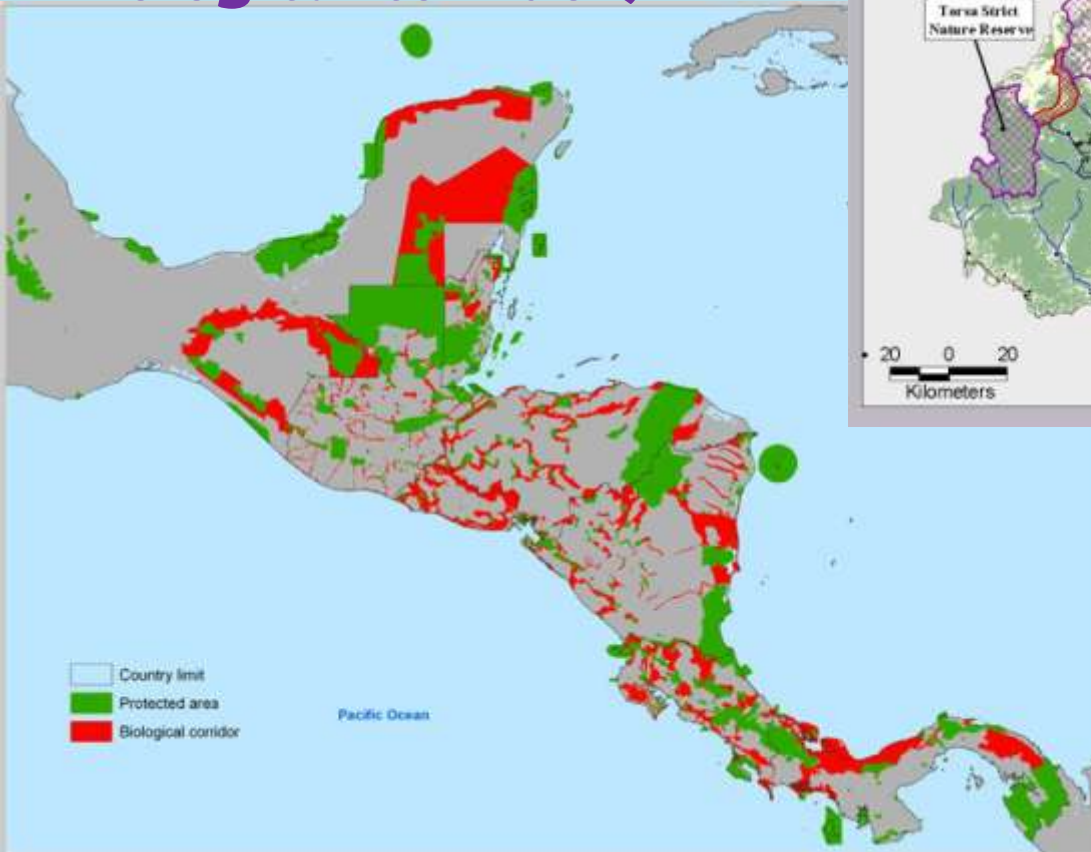 Torsa Strict
Nature Reserve
20 0 20
Kilometers
Country limit
Protected area
Biological corridor
Pacific Ocean